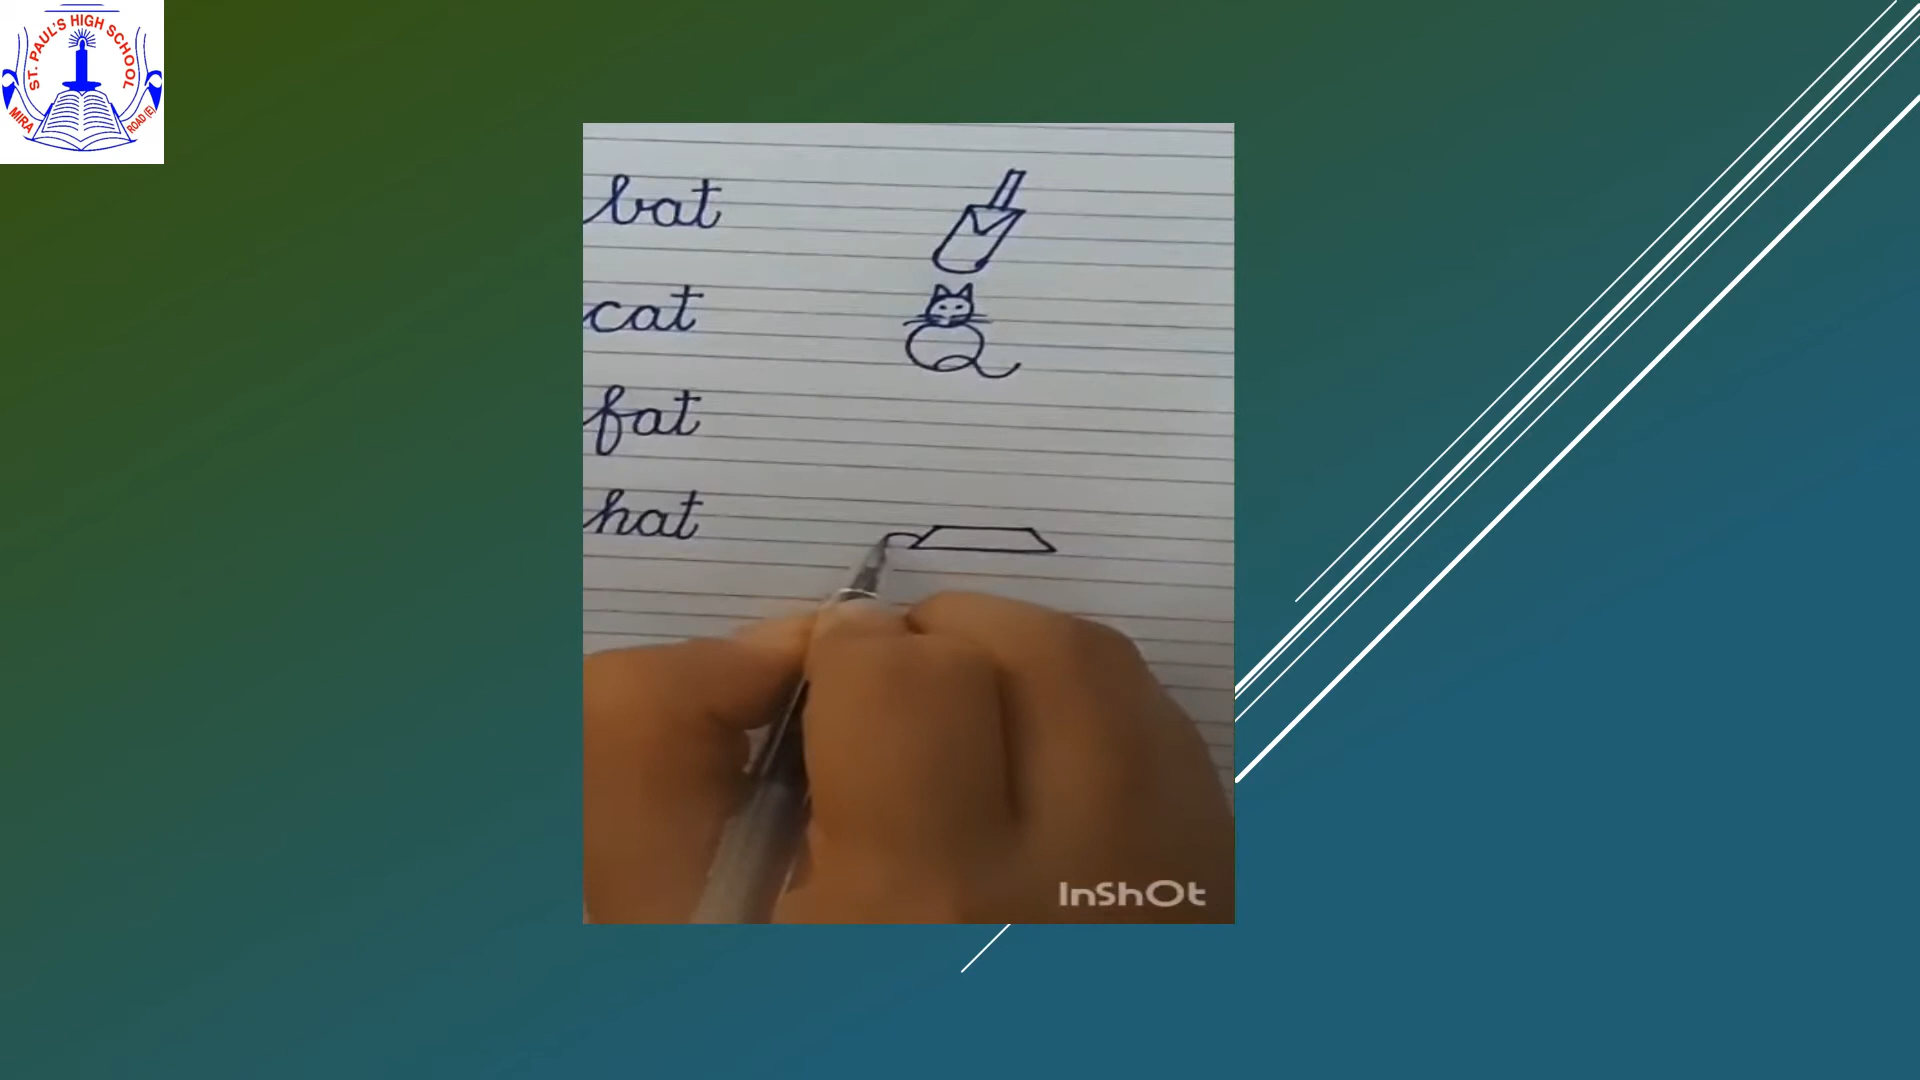 ST. PAUL'S HIGH SCHOOL
MIRA ROAD (E)
bat
cat
fat
hat
InShOt